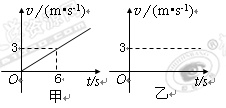 v/(m•s⁻¹)
3
O
6
t/s
甲
v/(m•s⁻¹)
3
O
t/s
乙